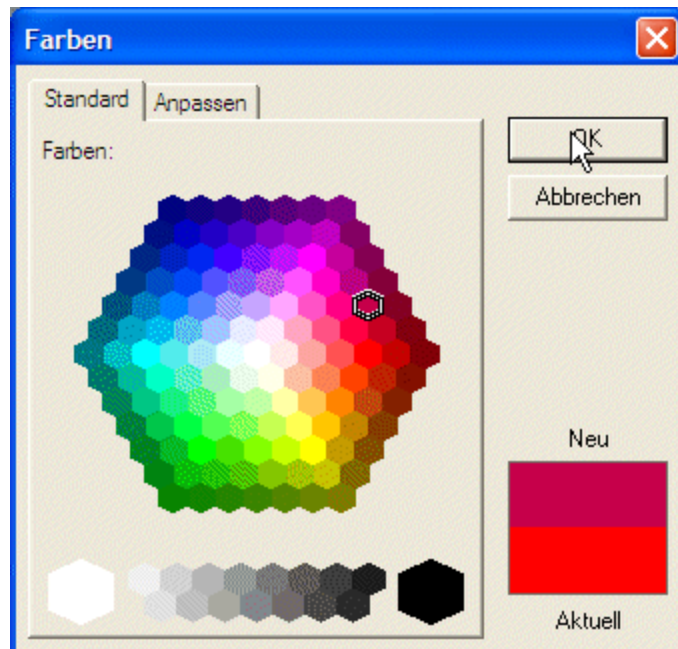 Farben
Standard
Anpassen
Farben:
OK
Abbrechen
Neu
Aktuell